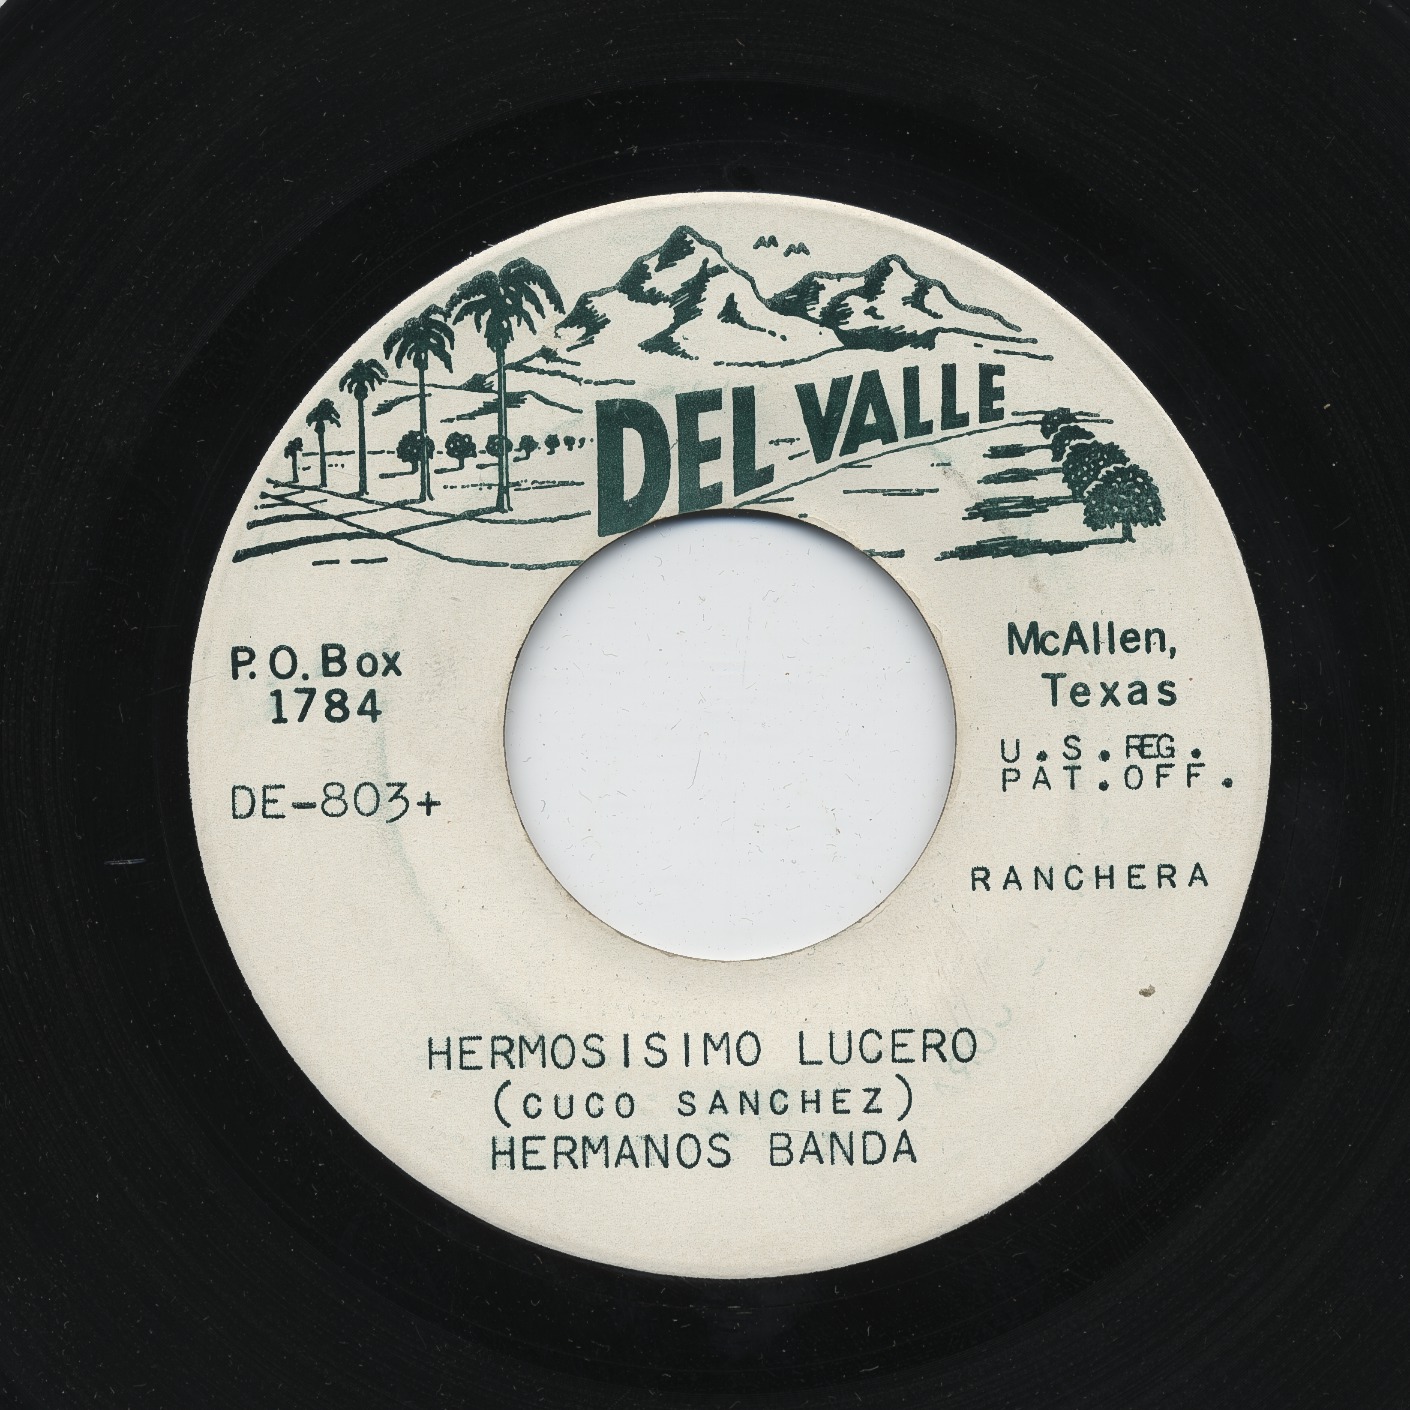 DEL VALLE
P.O. Box
1784
DE-803+
McAllen,
Texas
U.S.REG.
PAT.OFF.
RANCHERA
HERMOSISIMO LUCERO
(CUCO SANCHEZ)
HERMANOS BANDA